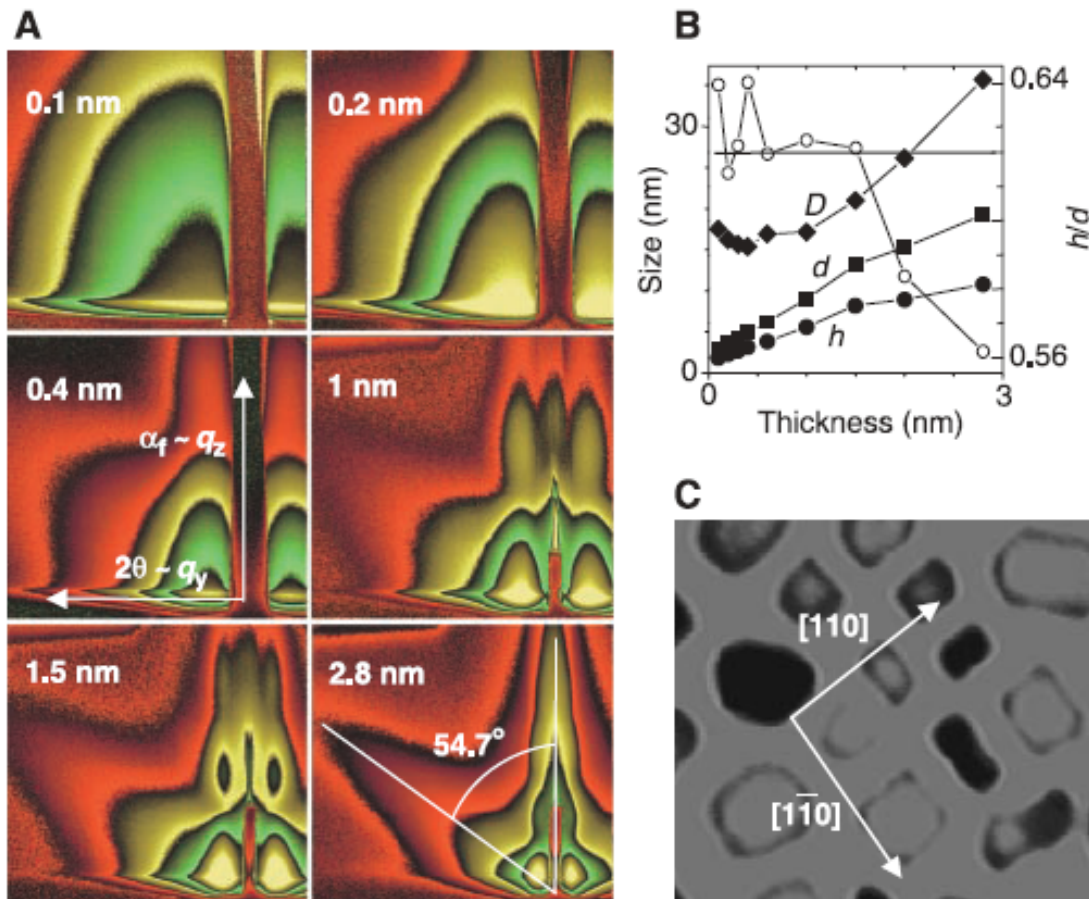 A
0.1 nm
0.2 nm
0.4 nm
αf ~ qz
2θ ~ qy
1 nm
1.5 nm
2.8 nm
54.7°
B
30
0
Size (nm)
D
d
h
0.64
0.56
h/d
0
3
Thickness (nm)
C
[110]
[11̅0]